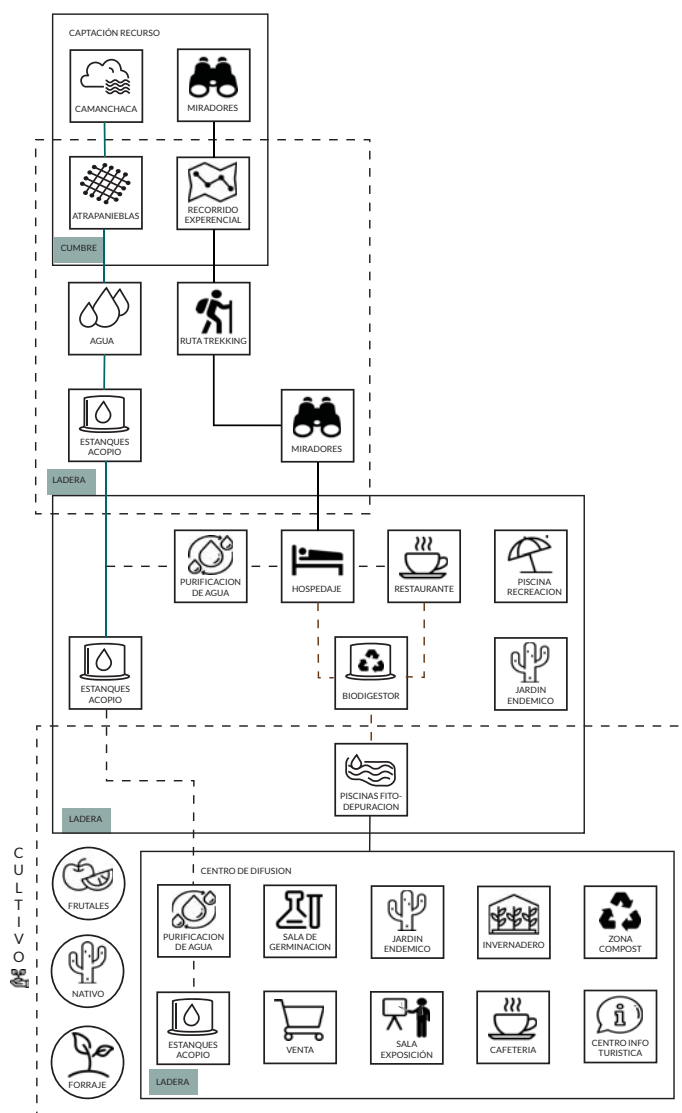 CAPTACIÓN RECURSO
CAMANCHACA
MIRADORES
ATRAPANIEBLAS
RECORRIDO
EXPERENCIAL
CUMBRE
AGUA
RUTA TREKKING
ESTANQUES
ACOPIO
MIRADORES
LADERA
PURIFICACION
DE AGUA
HOSPEDAJE
RESTAURANTE
PISCINA
RECREACION
ESTANQUES
ACOPIO
BIODIGESTOR
JARDIN
ENDEMICO
PISCINAS FITO-
DEPURACION
LADERA
CULTIVO
FRUTALES
NATIVO
FORRAJE
CENTRO DE DIFUSION
PURIFICACION
DE AGUA
SALA DE
GERMINACION
JARDIN
ENDEMICO
INVERNADERO
ZONA
COMPOST
ESTANQUES
ACOPIO
VENTA
SALA
EXPOSICIÓN
CAFETERIA
CENTRO INFO
TURISTICA
LADERA